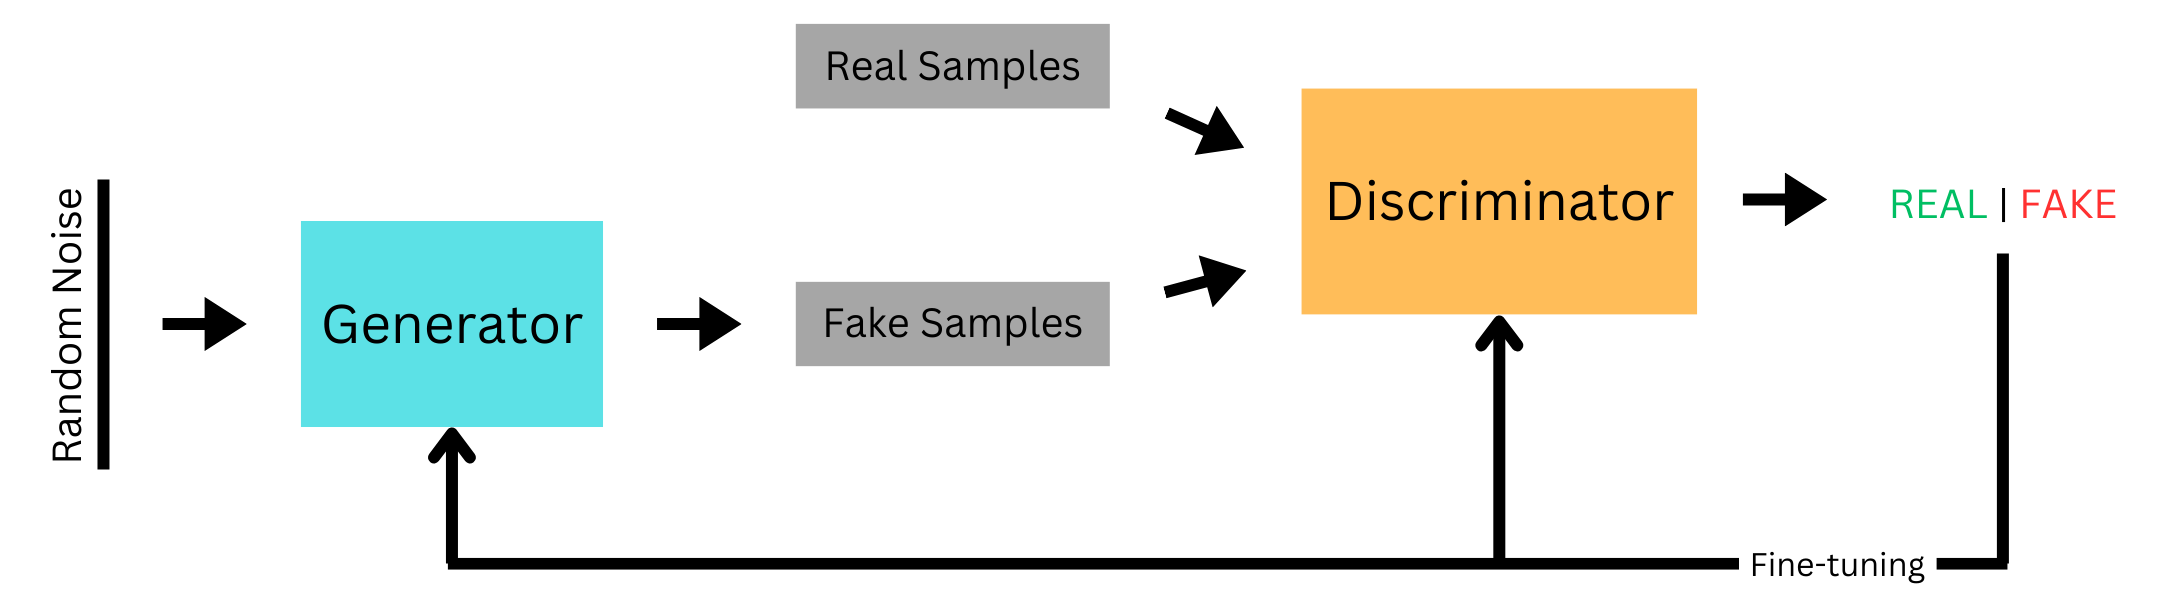 Random Noise
Generator
Real Samples
Fake Samples
Discriminator
REAL | FAKE
Fine-tuning